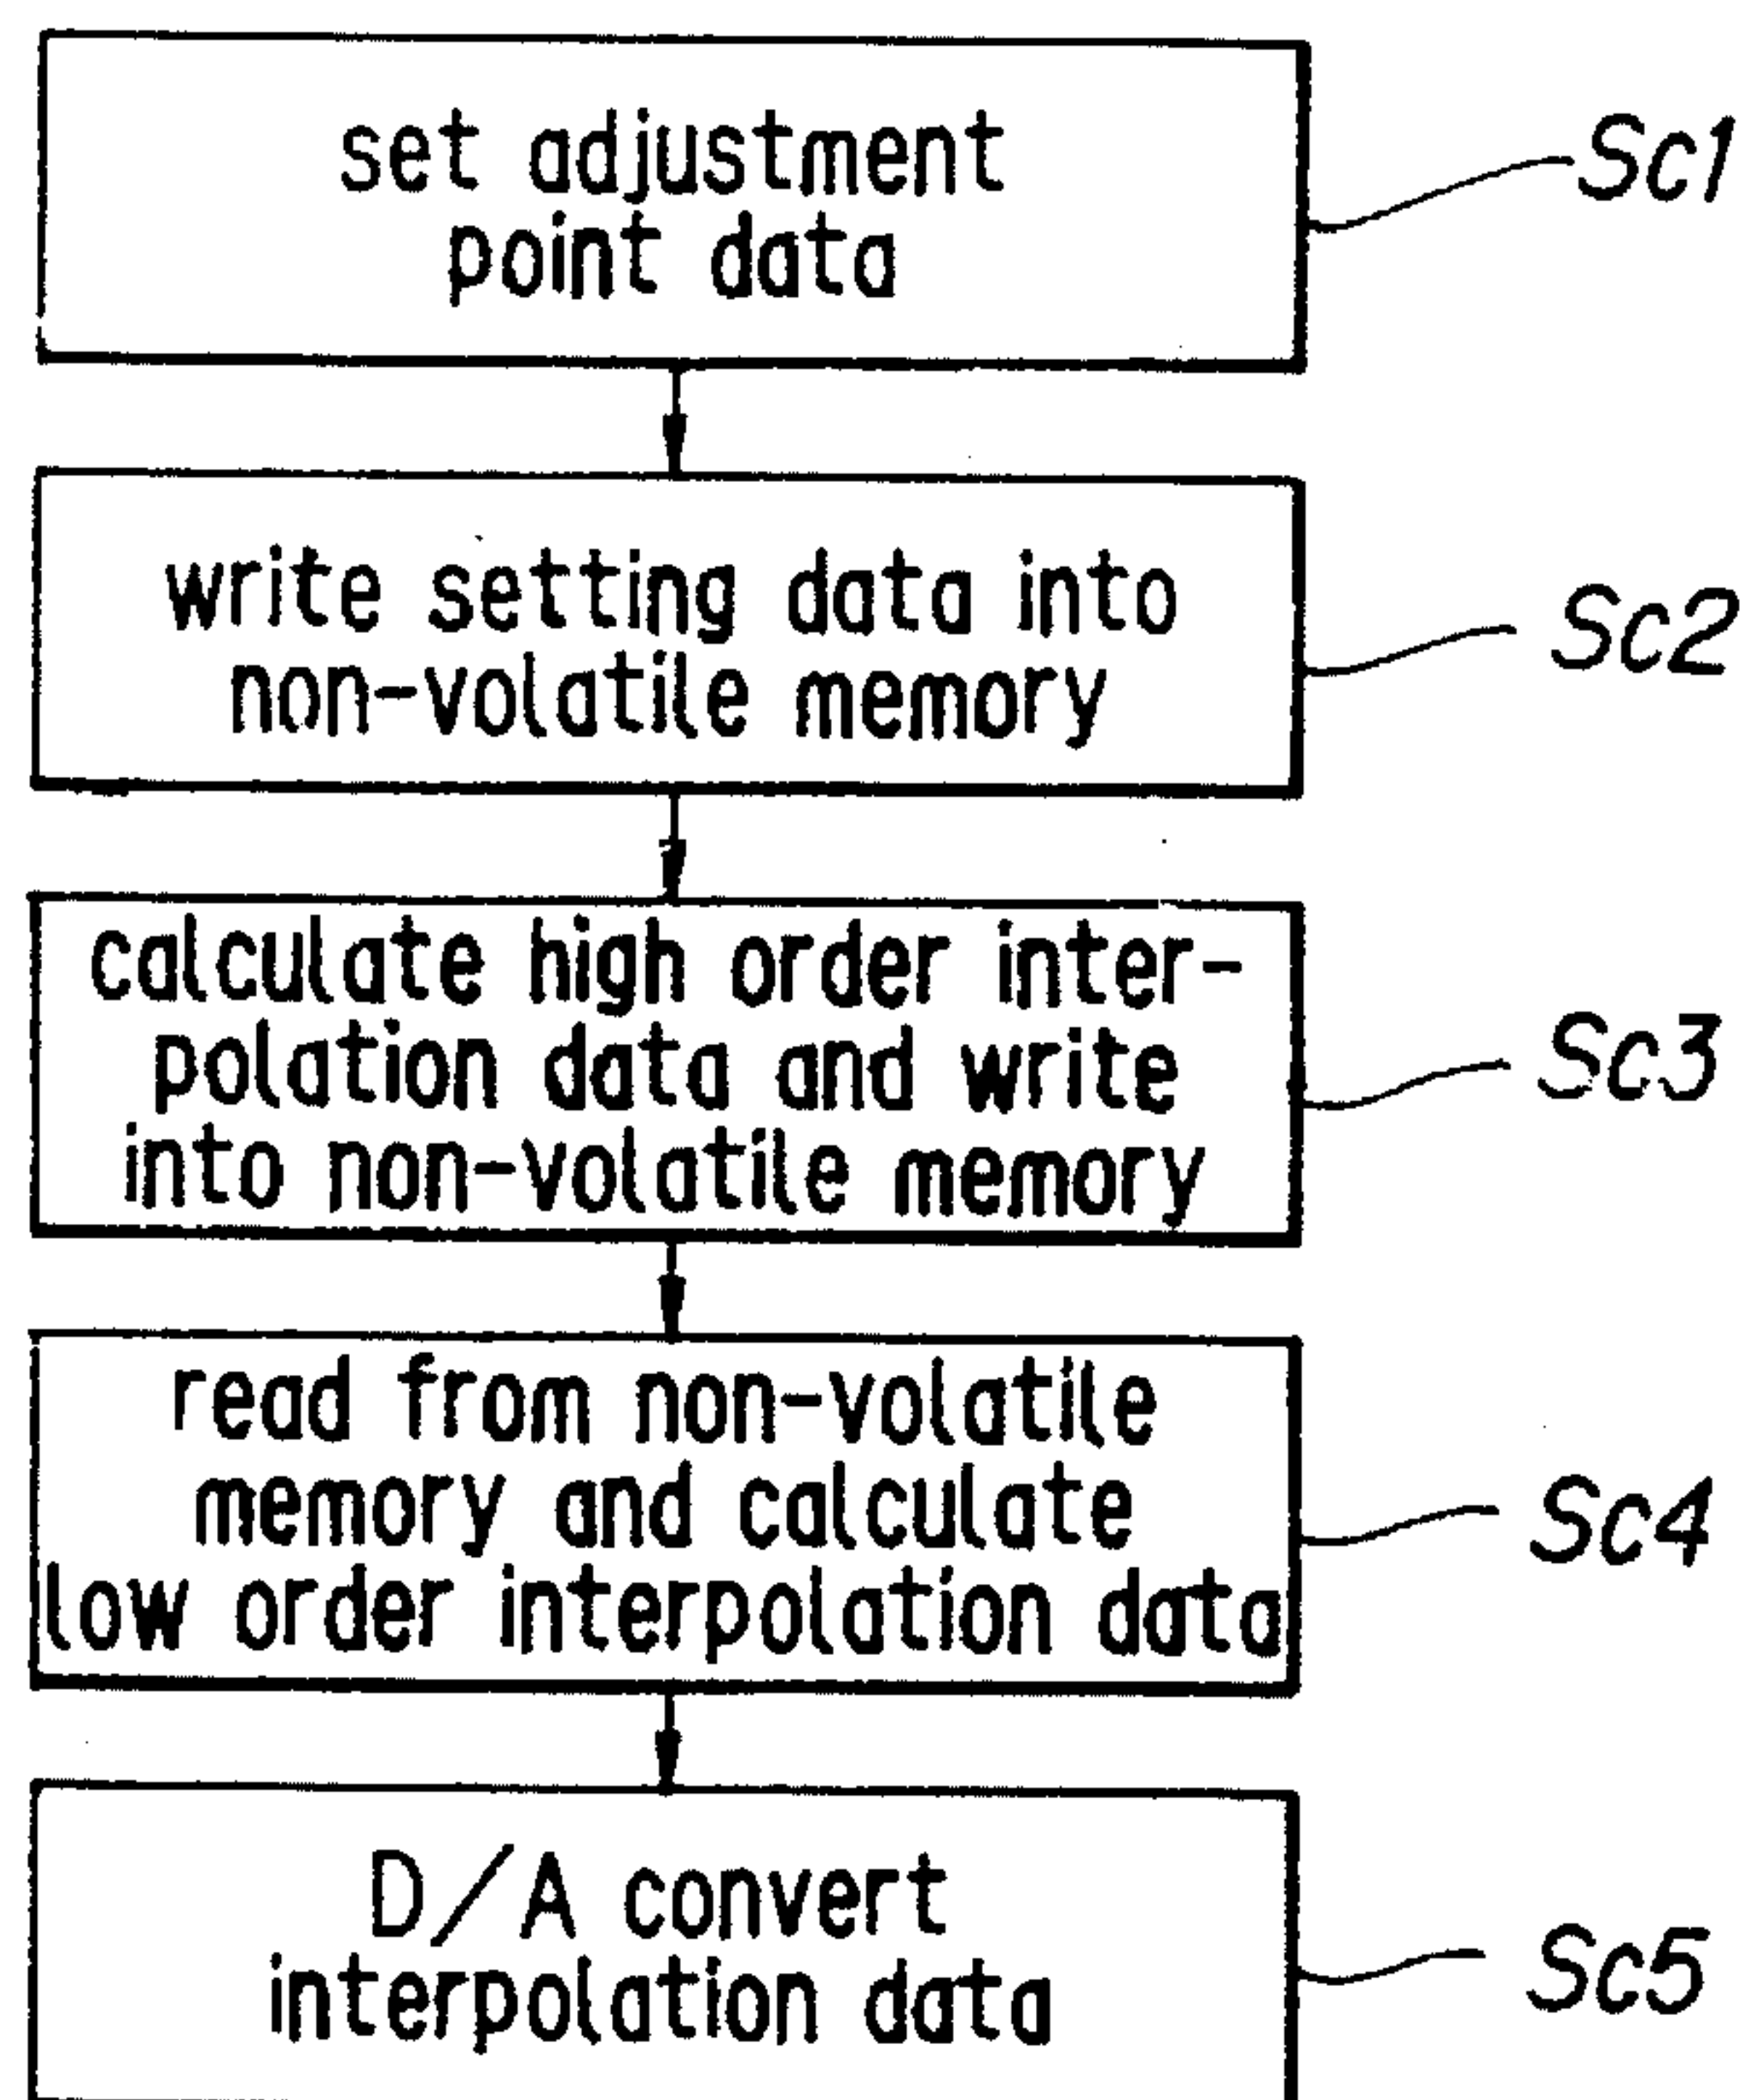 set adjustment
point data
Sc1
write setting data into
non-volatile memory
Sc2
calculate high order inter-
polation data and write
into non-volatile memory
Sc3
read from non-volatile
memory and calculate
low order interpolation data
Sc4
D/A convert
interpolation data
Sc5